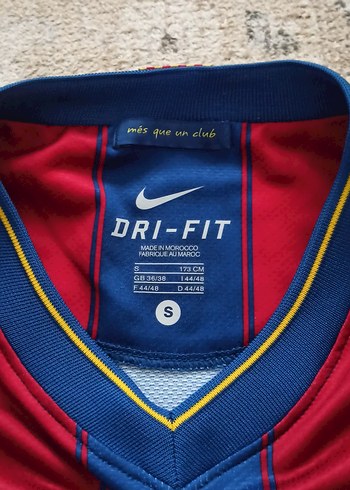 més que un club
DRI-FIT
MADE IN MOROCCO
FABRIQUE AU MAROC
S 173 CM
GB 36/38 I 44/48
F 44/48 D 44/48
S